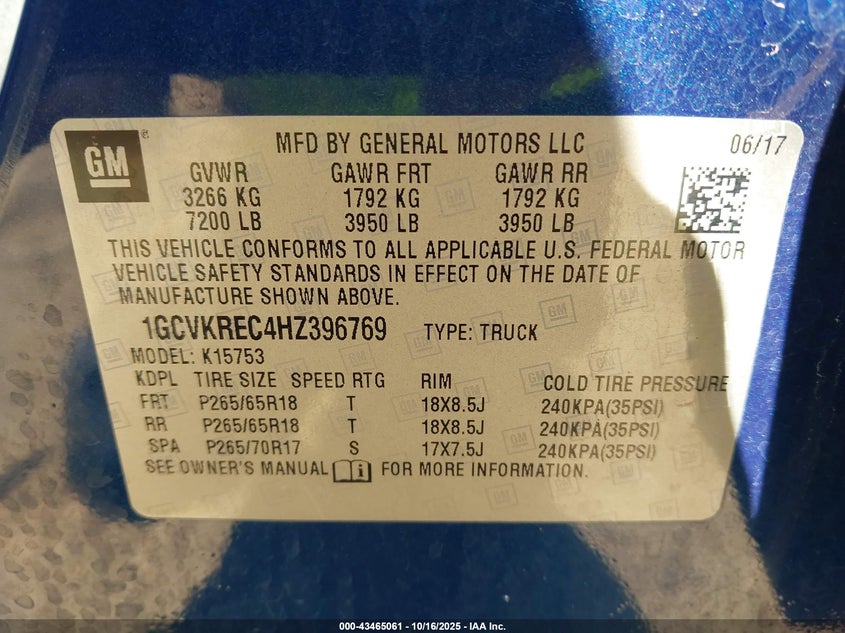 GM ®
MFD BY GENERAL MOTORS LLC 06/17
GVWR GAWR FRT GAWR RR
3266 KG 1792 KG 1792 KG
7200 LB 3950 LB 3950 LB
THIS VEHICLE CONFORMS TO ALL APPLICABLE U.S. FEDERAL MOTOR
VEHICLE SAFETY STANDARDS IN EFFECT ON THE DATE OF
MANUFACTURE SHOWN ABOVE.
1GCVKREC4HZ396769 TYPE: TRUCK
MODEL: K15753
KDPL TIRE SIZE SPEED RTG RIM COLD TIRE PRESSURE
FRT P265/65R18 T 18X8.5J 240KPA(35PSI)
RR P265/65R18 T 18X8.5J 240KPA(35PSI)
SPA P265/70R17 S 17X7.5J 240KPA(35PSI)
SEE OWNER'S MANUAL FOR MORE INFORMATION.
000-43465061 - 10/16/2025 - IAA Inc.